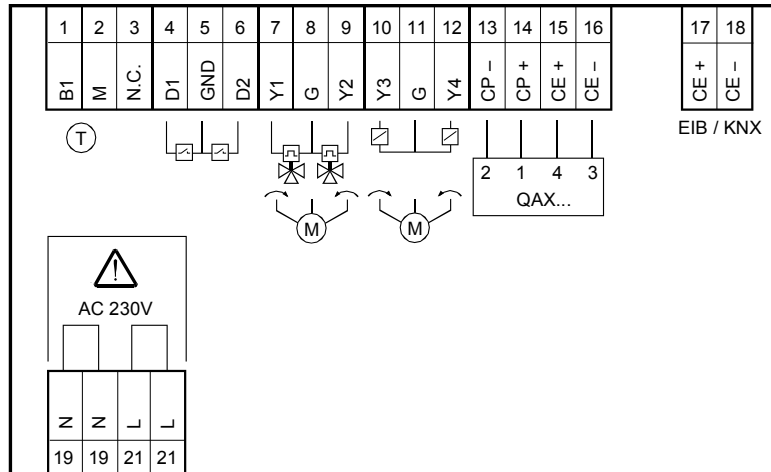 1 2 3 4 5 6 7 8 9 10 11 12 13 14 15 16 17 18
B1 M N.C. D1 GND D2 Y1 G Y2 Y3 G Y4 CP – CP + CE + CE – CE + CE –
T
EIB / KNX
2 1 4 3
QAX...
M M
!
AC 230V
N N L L
19 19 21 21